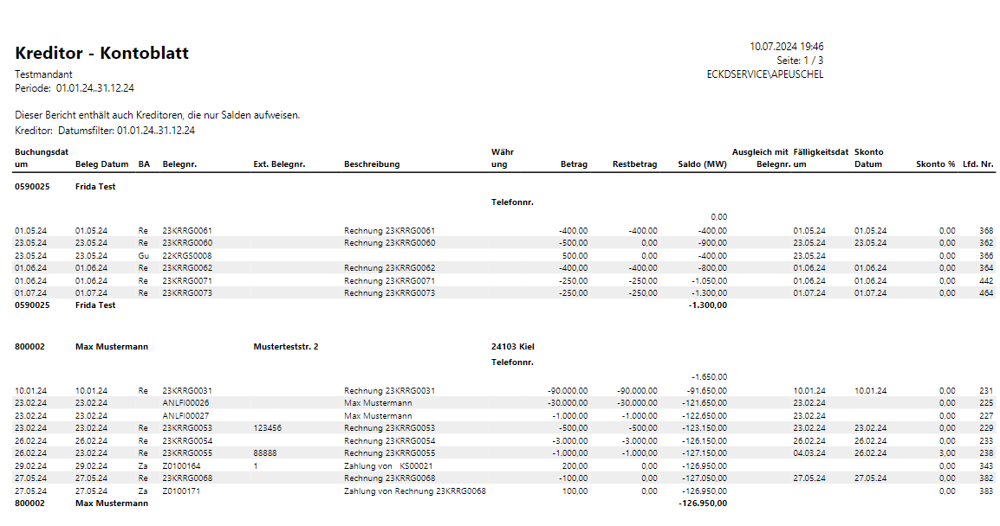 Kreditor - Kontoblatt
10.07.2024 19:46
Seite: 1 / 3
Testmandant
ECKDSERVICE\APEUSCHEL
Periode: 01.01.24..31.12.24
Dieser Bericht enthält auch Kreditoren, die nur Salden aufweisen.
Kreditor: Datumsfilter: 01.01.24..31.12.24
Buchungsdat Währ Ausgleich mit Fälligkeitsdat Skonto
um Beleg Datum BA Belegnr. Ext. Belegnr. Beschreibung ung Betrag Restbetrag Saldo (MW) Belegnr. um Datum Skonto % Lfd. Nr.
0590025 Frida Test
Telefonnr.
0,00
01.05.24 01.05.24 Re 23KRRG0061 Rechnung 23KRRG0061 -400,00 -400,00 -400,00 01.05.24 01.05.24 0,00 368
23.05.24 23.05.24 Re 23KRRG0060 Rechnung 23KRRG0060 -500,00 0,00 -900,00 23.05.24 23.05.24 0,00 362
23.05.24 23.05.24 Gu 22KRGS0008 500,00 0,00 -400,00 23.05.24 0,00 366
01.06.24 01.06.24 Re 23KRRG0062 Rechnung 23KRRG0062 -400,00 -400,00 -800,00 01.06.24 01.06.24 0,00 364
01.06.24 01.06.24 Re 23KRRG0071 Rechnung 23KRRG0071 -250,00 -250,00 -1.050,00 01.06.24 01.06.24 0,00 442
01.07.24 01.07.24 Re 23KRRG0073 Rechnung 23KRRG0073 -250,00 -250,00 -1.300,00 01.07.24 01.07.24 0,00 464
0590025 Frida Test -1.300,00
800002 Max Mustermann Musterteststr. 2 24103 Kiel
Telefonnr.
-1.650,00
10.01.24 10.01.24 Re 23KRRG0031 Rechnung 23KRRG0031 -90.000,00 -90.000,00 -91.650,00 10.01.24 10.01.24 0,00 231
23.02.24 23.02.24 ANLFI00026 Max Mustermann -30.000,00 -30.000,00 -121.650,00 23.02.24 0,00 225
23.02.24 23.02.24 ANLFI00027 Max Mustermann -1.000,00 -1.000,00 -122.650,00 23.02.24 0,00 227
23.02.24 23.02.24 Re 23KRRG0053 123456 Rechnung 23KRRG0053 -500,00 -500,00 -123.150,00 23.02.24 23.02.24 0,00 229
26.02.24 26.02.24 Re 23KRRG0054 Rechnung 23KRRG0054 -3.000,00 -3.000,00 -126.150,00 26.02.24 26.02.24 0,00 233
26.02.24 23.02.24 Re 23KRRG0055 88888 Rechnung 23KRRG0055 -1.000,00 -1.000,00 -127.150,00 04.03.24 26.02.24 3,00 238
29.02.24 29.02.24 Za Z0100164 1 Zahlung von KS00021 200,00 0,00 -126.950,00 0,00 343
27.05.24 27.05.24 Re 23KRRG0068 Rechnung 23KRRG0068 -100,00 0,00 -127.050,00 27.05.24 27.05.24 0,00 382
27.05.24 27.05.24 Za Z0100171 Zahlung von Rechnung 23KRRG0068 100,00 0,00 -126.950,00 0,00 383
800002 Max Mustermann -126.950,00